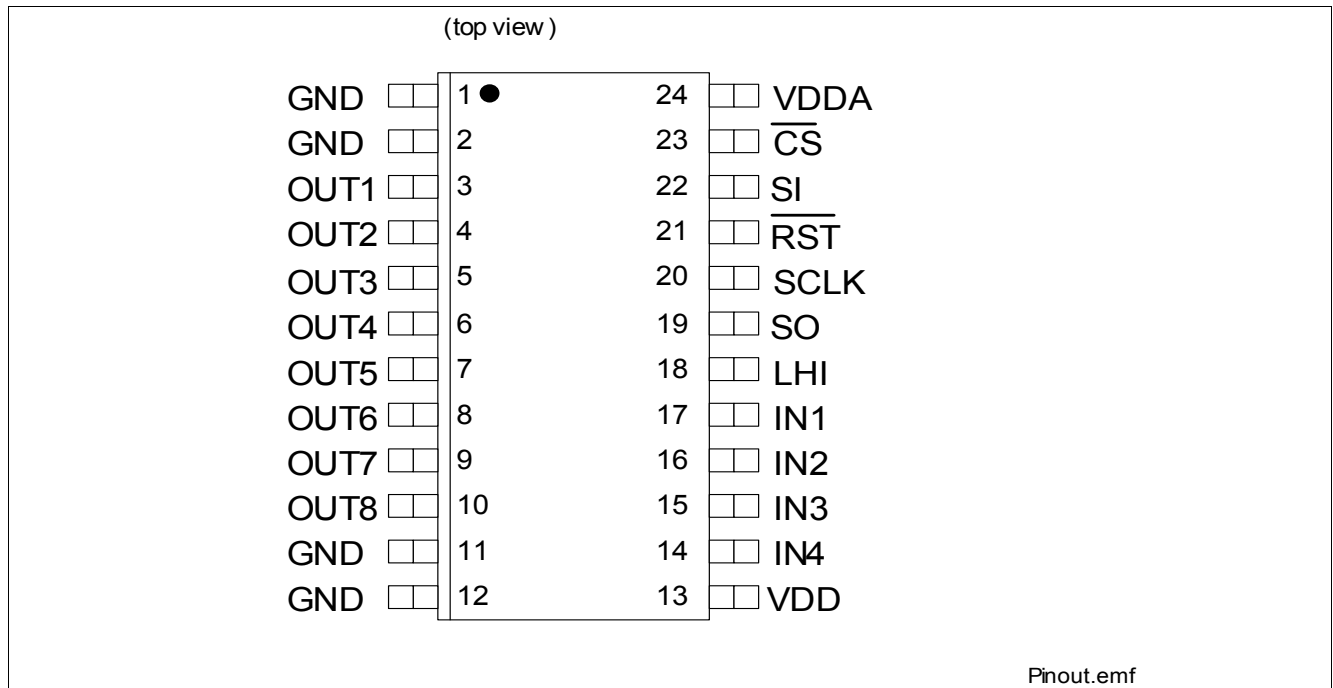 (top view)
GND 1 24 VDDA
GND 2 23 CS
OUT1 3 22 SI
OUT2 4 21 RST
OUT3 5 20 SCLK
OUT4 6 19 SO
OUT5 7 18 LHI
OUT6 8 17 IN1
OUT7 9 16 IN2
OUT8 10 15 IN3
GND 11 14 IN4
GND 12 13 VDD
Pinout.emf